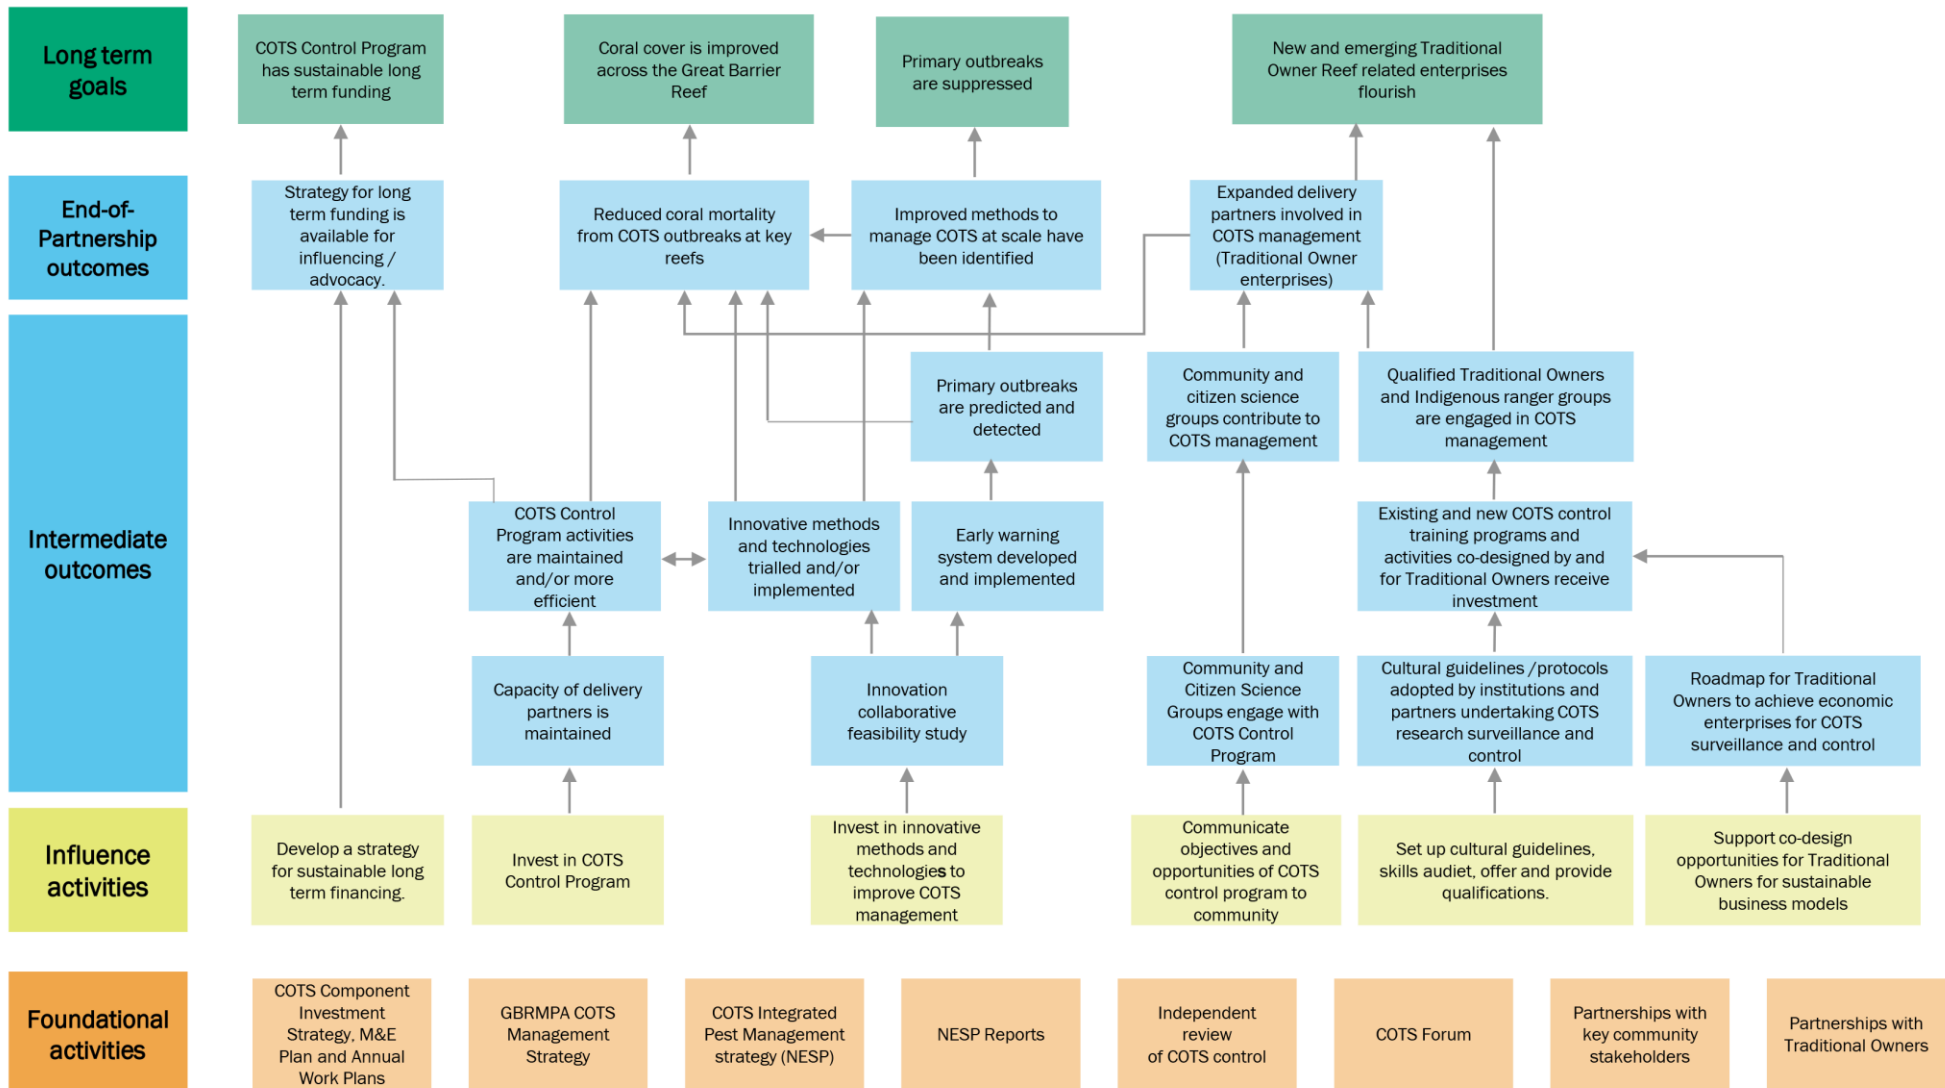 Long term
goals
COTS Control Program
has sustainable long
term funding
Coral cover is improved
across the Great Barrier
Reef
Primary outbreaks
are suppressed
New and emerging Traditional
Owner Reef related enterprises
flourish
End-of-
Partnership
outcomes
Strategy for long
term funding is
available for
influencing /
advocacy.
Reduced coral mortality
from COTS outbreaks at key
reefs
Improved methods to
manage COTS at scale have
been identified
Expanded delivery
partners involved in
COTS management
(Traditional Owner
enterprises)
Intermediate
outcomes
Primary outbreaks
are predicted and
detected
Community and
citizen science
groups contribute to
COTS management
Qualified Traditional Owners
and Indigenous ranger groups
are engaged in COTS
management
COTS Control
Program activities
are maintained
and/or more
efficient
Innovative methods
and technologies
trialled and/or
implemented
Early warning
system developed
and implemented
Existing and new COTS control
training programs and
activities co-designed by and
for Traditional Owners receive
investment
Capacity of delivery
partners is
maintained
Innovation
collaborative
feasibility study
Community and
Citizen Science
Groups engage with
COTS Control
Program
Cultural guidelines /protocols
adopted by institutions and
partners undertaking COTS
research surveillance and
control
Roadmap for Traditional
Owners to achieve economic
enterprises for COTS
surveillance and control
Influence
activities
Develop a strategy
for sustainable long
term financing.
Invest in COTS
Control Program
Invest in innovative
methods and
technologies to
improve COTS
management
Communicate
objectives and
opportunities of COTS
control program to
community
Set up cultural guidelines,
skills audiet, offer and provide
qualifications.
Support co-design
opportunities for Traditional
Owners for sustainable
business models
Foundational
activities
COTS Component
Investment
Strategy, M&E
Plan and Annual
Work Plans
GBRMPA COTS
Management
Strategy
COTS Integrated
Pest Management
strategy (NESP)
NESP Reports
Independent
review
of COTS control
COTS Forum
Partnerships with
key community
stakeholders
Partnerships with
Traditional Owners